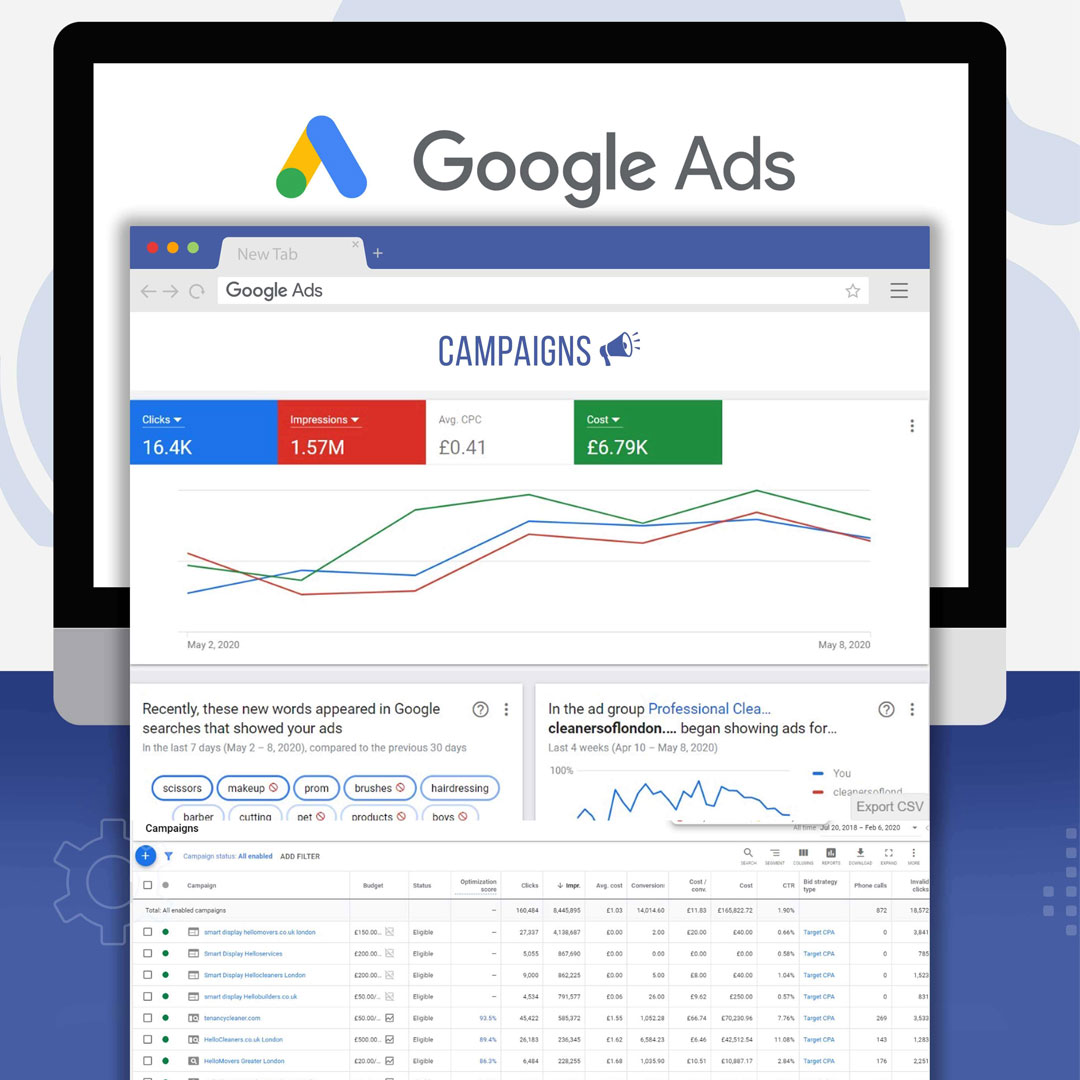 Google Ads
New Tab
Google Ads
CAMPAIGNS
Clicks Impressions Avg. CPC Cost
16.4K 1.57M £0.41 £6.79K
May 2, 2020 May 8, 2020
Recently, these new words appeared in Google
searches that showed your ads
In the last 7 days (May 2 – 8, 2020), compared to the previous 30 days
scissors makeup prom brushes hairdressing
barber cutting pet products boys
In the ad group Professional Clea...
cleanersoflondon.... began showing ads for...
Last 4 weeks (Apr 10 – May 8, 2020)
100%
You
cleanersoflond
Export CSV
Campaigns
All time Jul 20, 2018 – Feb 6, 2020
Campaign status: All enabled ADD FILTER
SEARCH SEGMENT COLUMNS REPORTS DOWNLOAD EXPAND MORE
Campaign Budget Status Optimization score Clicks Impr. Avg. cost Conversion Cost / conv. Cost CTR Bid strategy type Phone calls Invalid clicks
Total: All enabled campaigns – 160,484 8,445,895 £1.03 14,014.60 £11.83 £165,822.72 1.90% 872 18,572
smart display hellomovers.co.uk london £150.00... Eligible – 27,337 4,138,687 £0.00 2.00 £20.00 £40.00 0.66% Target CPA 0 3,841
Smart Display Helloservices £200.00... Eligible – 5,055 867,690 £0.00 0.00 £0.00 £0.00 0.58% Target CPA 0 785
Smart Display Hellocleaners London £200.00... Eligible – 9,000 862,225 £0.00 5.00 £8.00 £40.00 1.04% Target CPA 0 1,523
smart display Hellobuilders co.uk £50.00/... Eligible – 4,534 791,577 £0.06 26.00 £9.62 £250.00 0.57% Target CPA 0 831
tenancycleaner.com £50.00/... Eligible 93.5% 45,422 585,372 £1.55 1,052.28 £66.74 £70,230.96 7.76% Target CPA 269 3,533
HelloCleaners.co.uk London £500.00... Eligible 89.4% 26,183 236,345 £1.62 6,584.23 £6.46 £42,512.54 11.08% Target CPA 143 1,283
HelloMovers Greater London £20.00/... Eligible 86.3% 6,484 228,255 £1.68 1,035.90 £10.51 £10,887.17 2.84% Target CPA 176 2,251